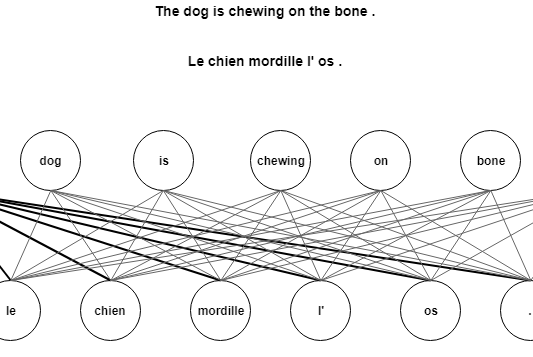 The dog is chewing on the bone .
Le chien mordille l' os .
dog is chewing on bone
le chien mordille l' os .